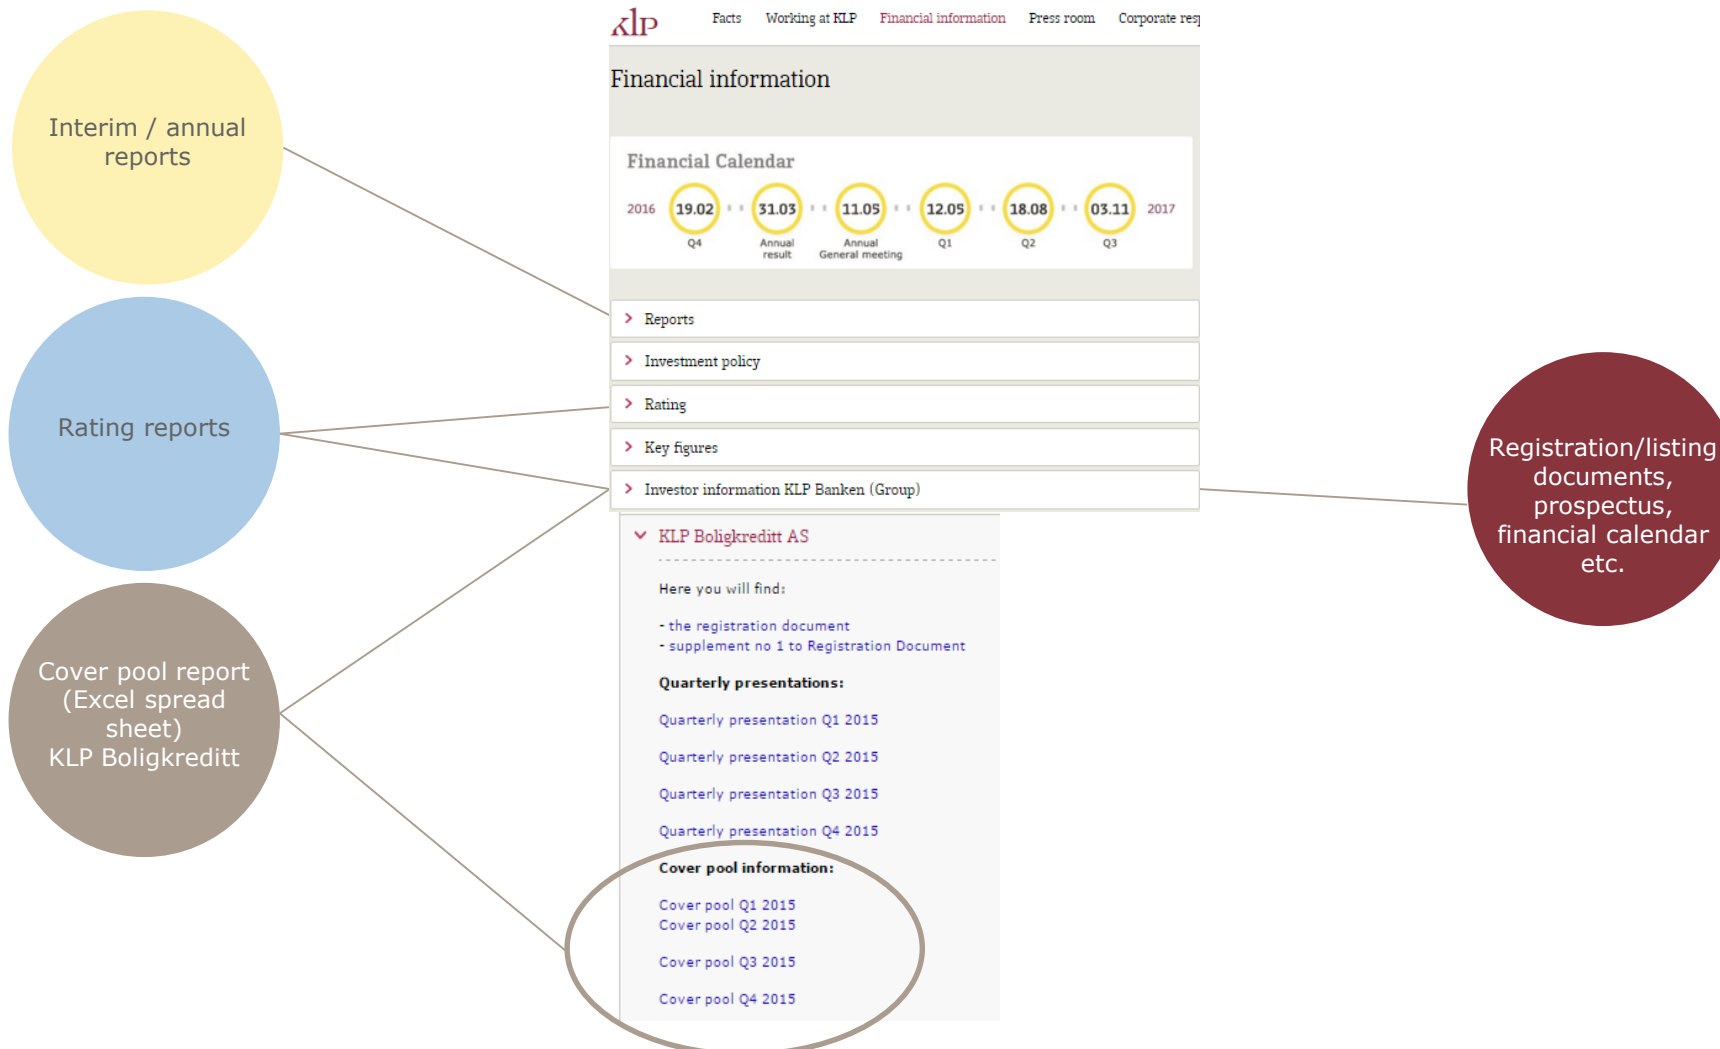 klp
Facts Working at KLP Financial information Press room Corporate
Financial information
Financial Calendar
2016 19.02 31.03 11.05 12.05 18.08 03.11 2017
Q4 Annual Annual Q1 Q2 Q3
result General meeting
Reports
Investment policy
Rating
Key figures
Investor information KLP Banken (Group)
KLP Boligkreditt AS
Here you will find:
- the registration document
- supplement no 1 to Registration Document
Quarterly presentations:
Quarterly presentation Q1 2015
Quarterly presentation Q2 2015
Quarterly presentation Q3 2015
Quarterly presentation Q4 2015
Cover pool information:
Cover pool Q1 2015
Cover pool Q2 2015
Cover pool Q3 2015
Cover pool Q4 2015
Interim / annual
reports
Rating reports
Cover pool report
(Excel spread
sheet)
KLP Boligkreditt
Registration/listing
documents,
prospectus,
financial calendar
etc.